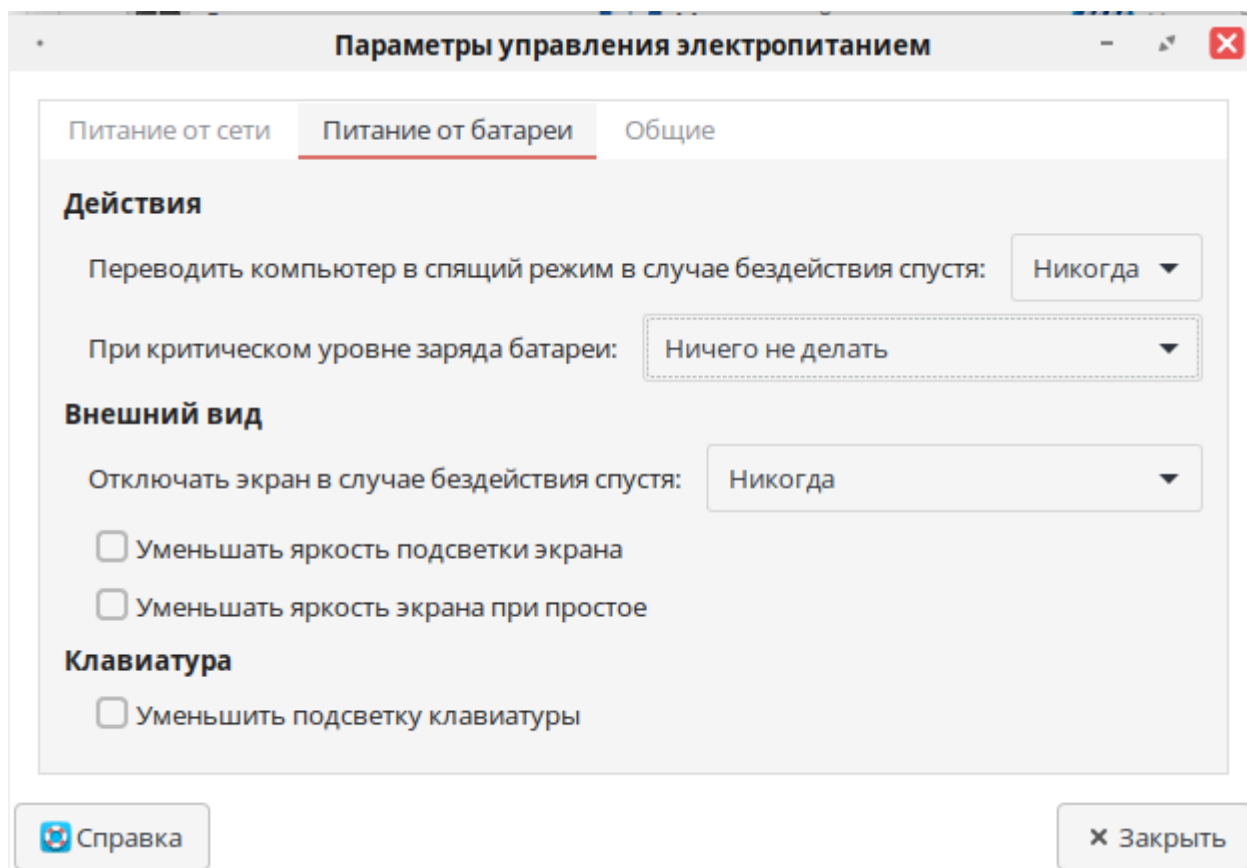 Параметры управления электропитанием
Питание от сети Питание от батареи Общие
Действия
Переводить компьютер в спящий режим в случае бездействия спустя: Никогда
При критическом уровне заряда батареи: Ничего не делать
Внешний вид
Отключать экран в случае бездействия спустя: Никогда
Уменьшать яркость подсветки экрана
Уменьшать яркость экрана при простое
Клавиатура
Уменьшить подсветку клавиатуры
Справка Закрыть